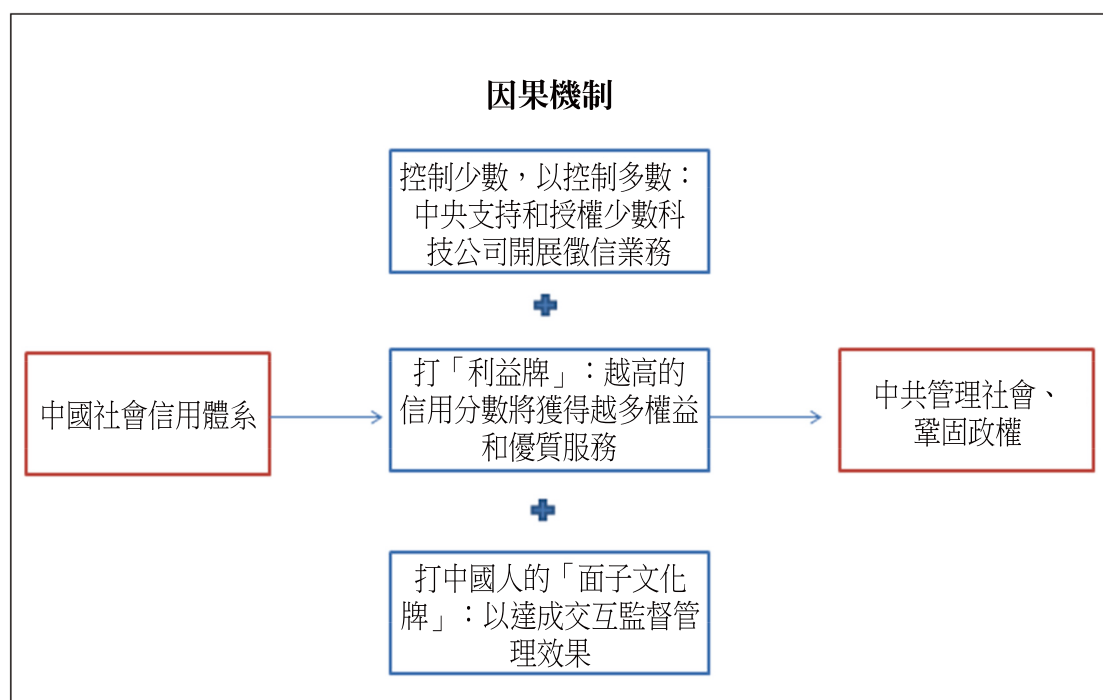 因果機制
控制少數，以控制多數：
中央支持和授權少數科
技公司開展徵信業務
中國社會信用體系
打「利益牌」：越高的
信用分數將獲得越多權益
和優質服務
中共管理社會、
鞏固政權
打中國人的「面子文化
牌」：以達成交互監督管
理效果